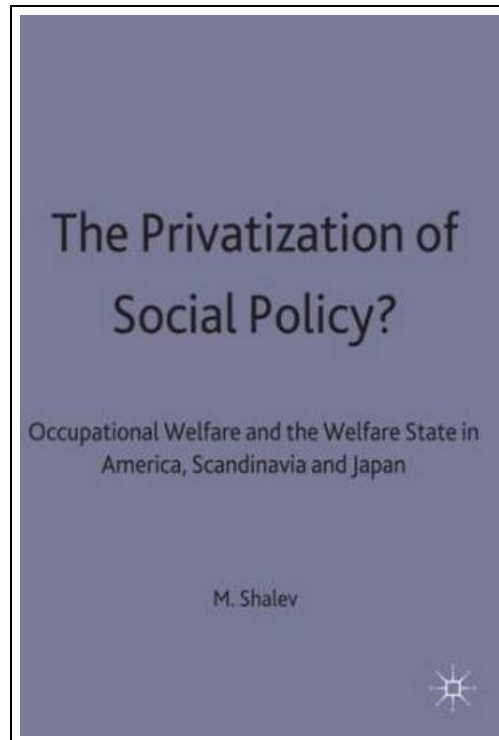 The Privatization of
Social Policy?
Occupational Welfare and the Welfare State in
America, Scandinavia and Japan
M. Shalev